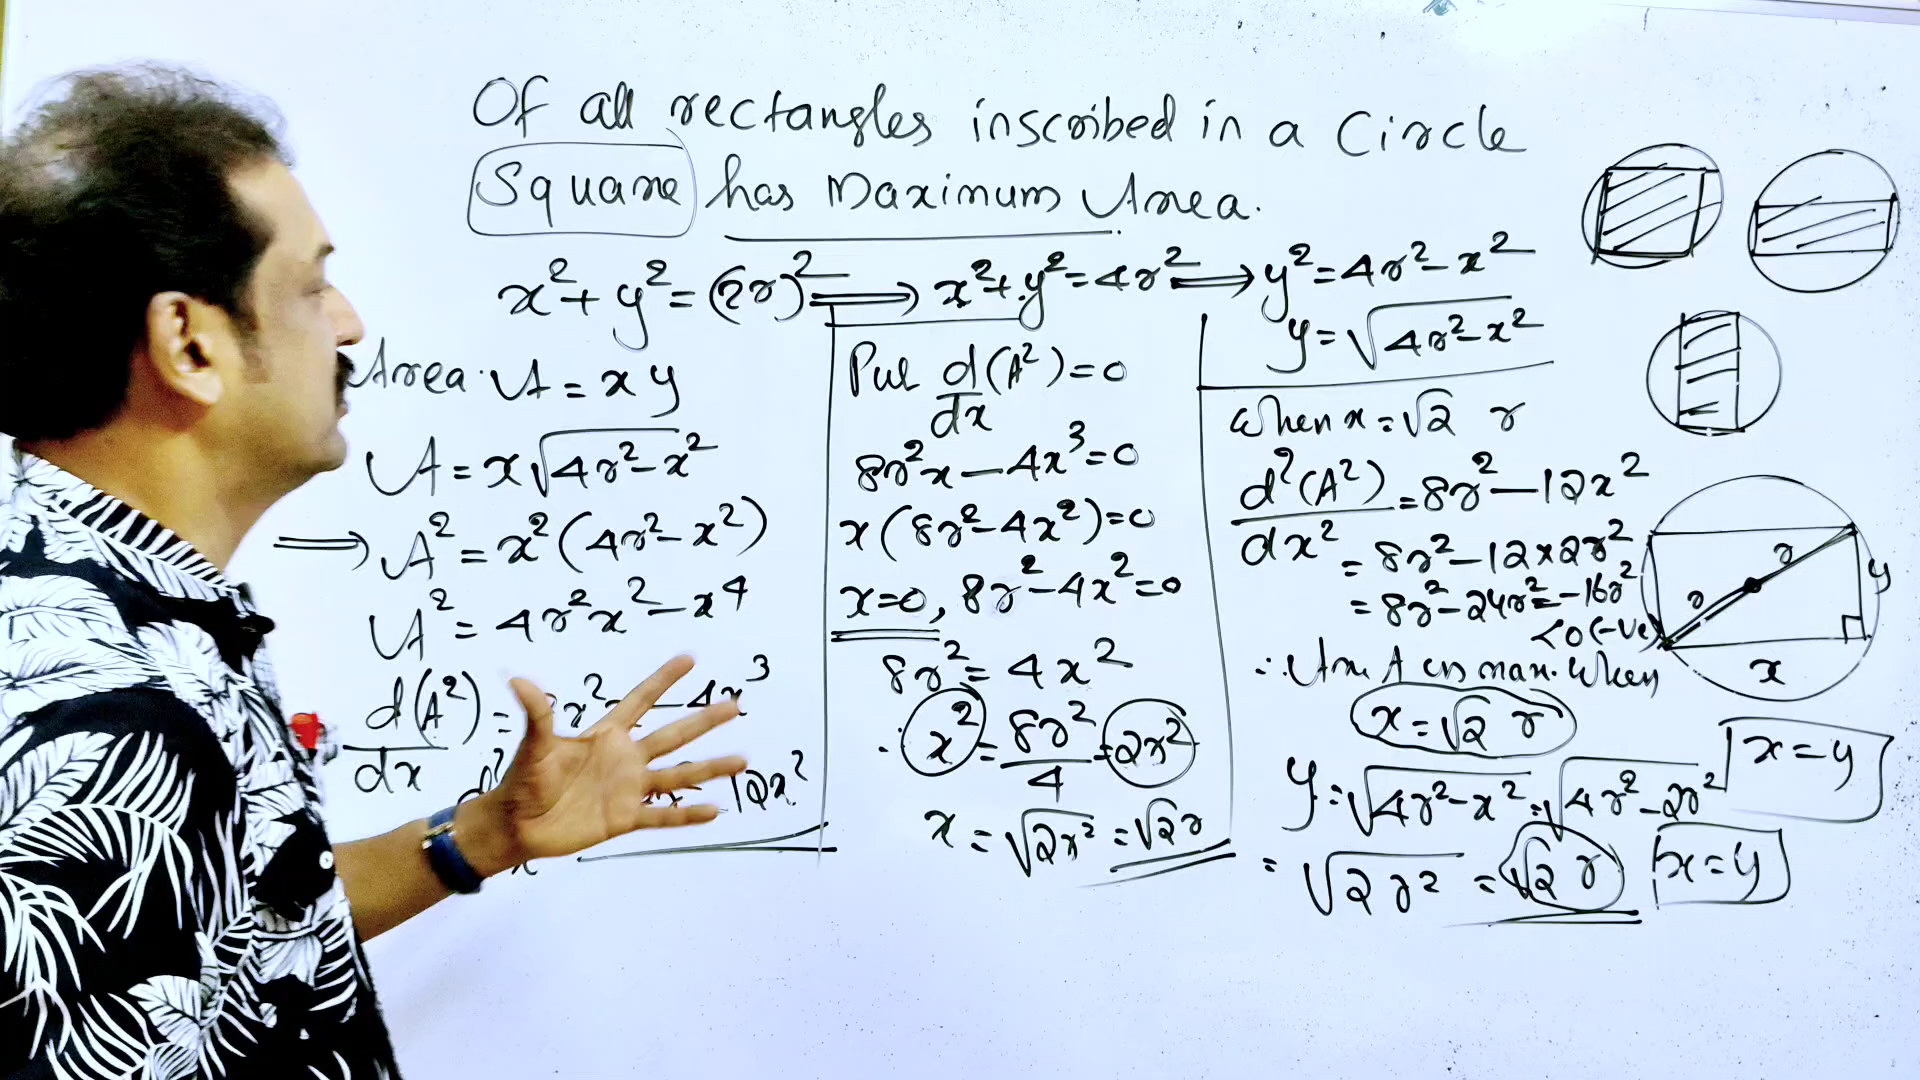 Of all rectangles inscribed in a Circle
Square has Maximum Area.
x²+y²=(2r)² ⟹ x²+y²=4r² ⟹ y²=4r²-x²
y=√(4r²-x²)
Area A=xy
A=x√(4r²-x²)
⟹ A²=x²(4r²-x²)
A²=4r²x²-x⁴
d(A²)/dx = r² - 4x³
12x²
Put d(A²)/dx=0
8r²x-4x³=0
x(8r²-4x²)=0
x=0, 8r²-4x²=0
8r²=4x²
∴ x²=8r²/4=2r²
x=√(2r²)=√2r
When x=√2 r
d²(A²)/dx²=8r²-12x²
=8r²-12×2r²
=8r²-24r²=-16r²
<0(-ve)
∴ A is max. When
x=√2 r
y=√(4r²-x²)=√(4r²-2r²)
=√(2r²)=√2 r
x=y
x=y
r
r
y
x